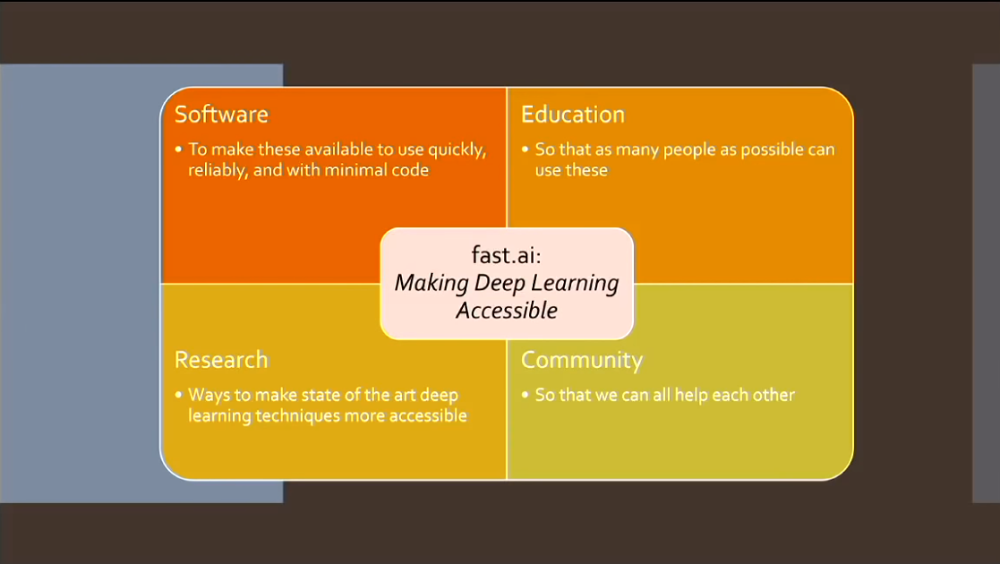 Software
• To make these available to use quickly,
reliably, and with minimal code
Education
• So that as many people as possible can
use these
fast.ai:
Making Deep Learning
Accessible
Research
• Ways to make state of the art deep
learning techniques more accessible
Community
• So that we can all help each other